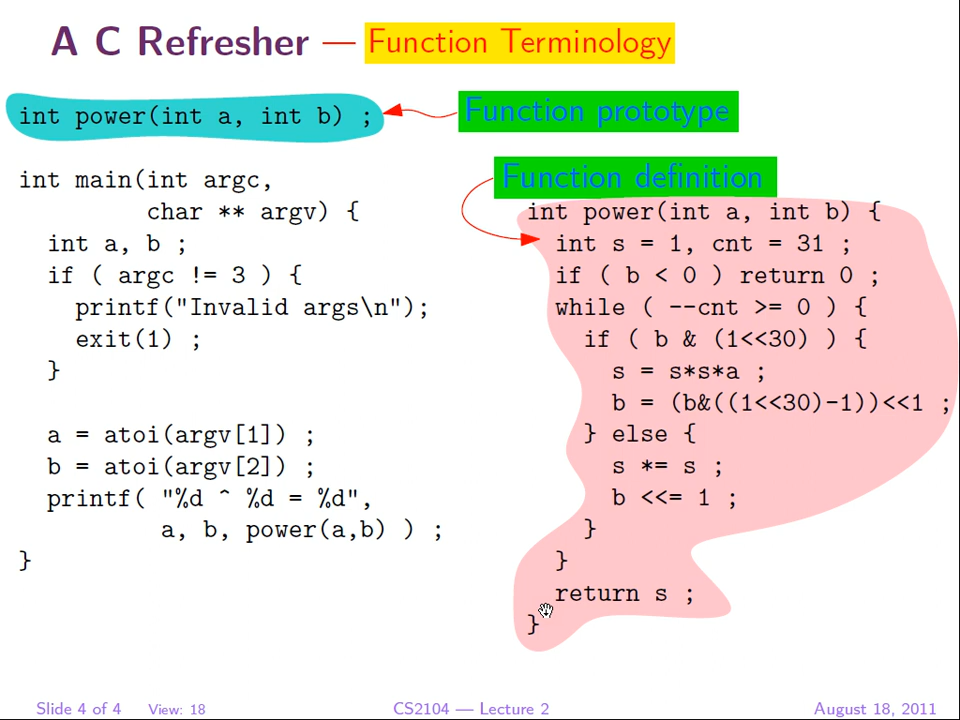 A C Refresher — Function Terminology
int power(int a, int b) ;
Function prototype
int main(int argc,
char ** argv) {
int a, b ;
if ( argc != 3 ) {
printf("Invalid args\n");
exit(1) ;
}
a = atoi(argv[1]) ;
b = atoi(argv[2]) ;
printf( "%d ^ %d = %d",
a, b, power(a,b) ) ;
}
Function definition
int power(int a, int b) {
int s = 1, cnt = 31 ;
if ( b < 0 ) return 0 ;
while ( --cnt >= 0 ) {
if ( b & (1<<30) ) {
s = s*s*a ;
b = (b&((1<<30)-1))<<1 ;
} else {
s *= s ;
b <<= 1 ;
}
}
return s ;
}
Slide 4 of 4 View: 18
CS2104 — Lecture 2
August 18, 2011